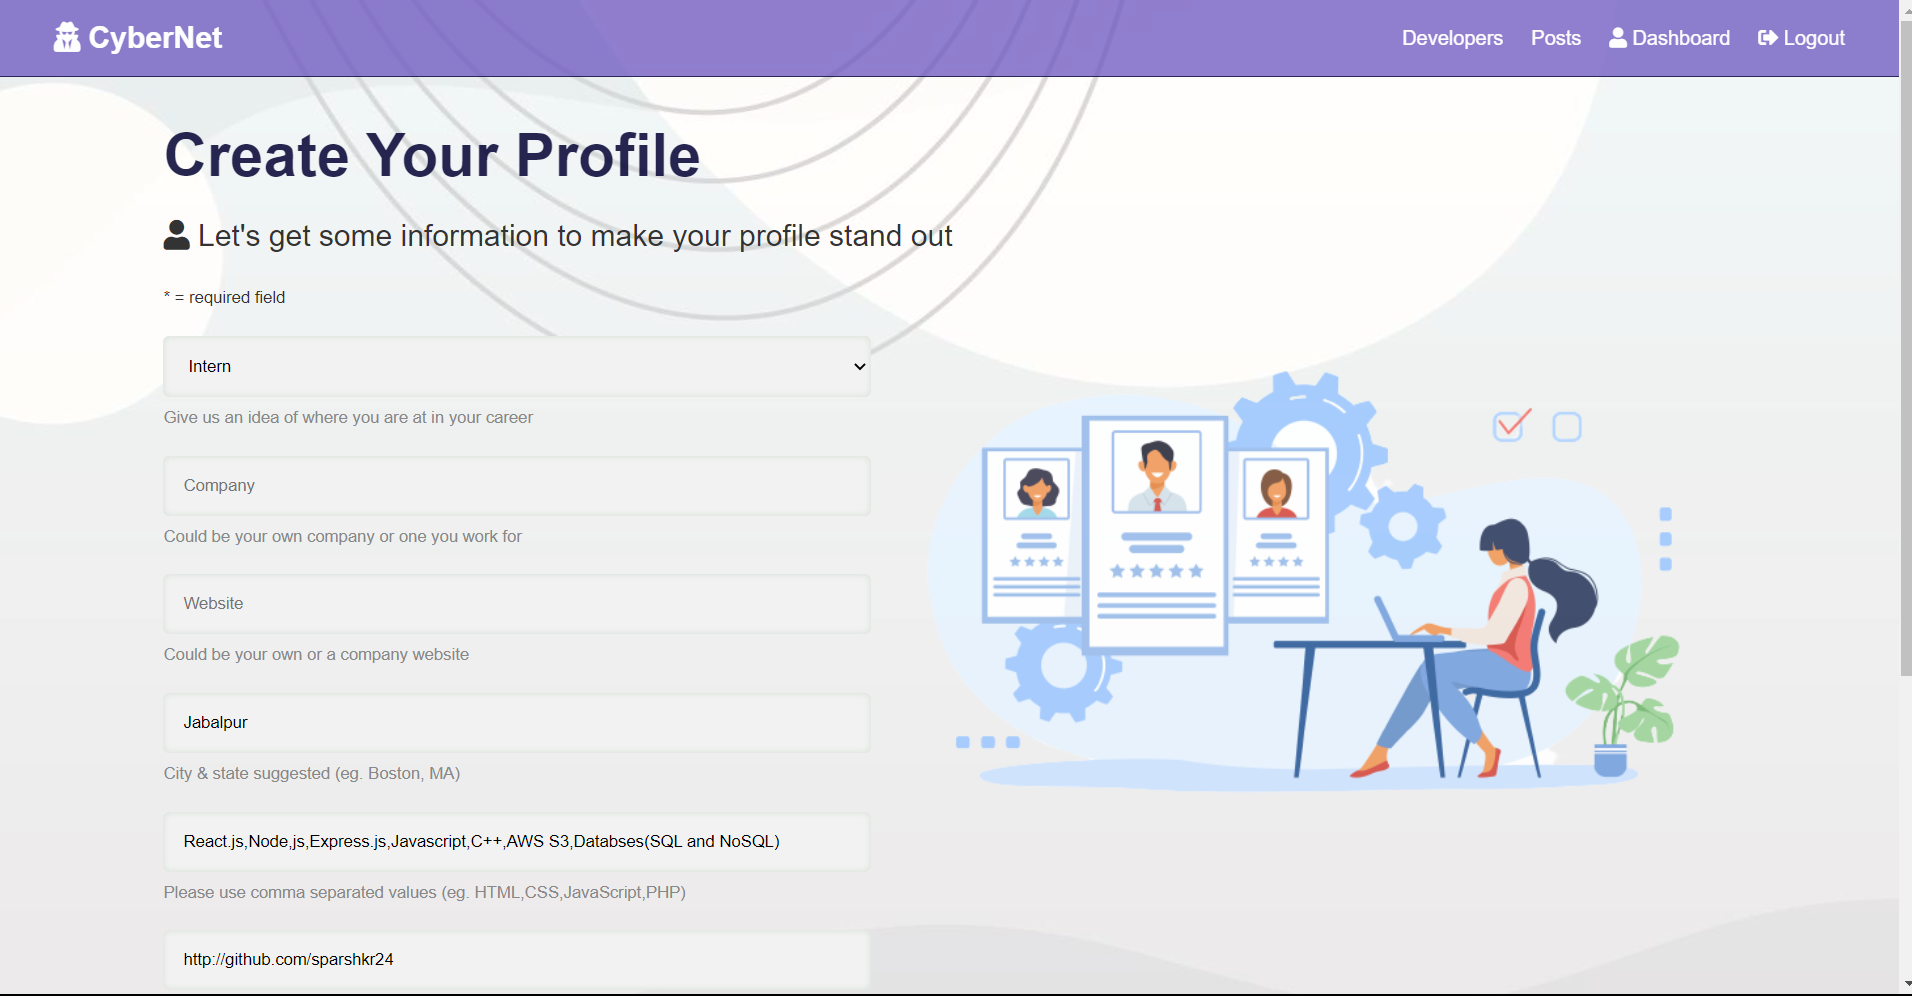 CyberNet
Developers
Posts
Dashboard
Logout
Create Your Profile
Let's get some information to make your profile stand out
* = required field
Intern
Give us an idea of where you are at in your career
Company
Could be your own company or one you work for
Website
Could be your own or a company website
Jabalpur
City & state suggested (eg. Boston, MA)
React.js,Node,js,Express.js,Javascript,C++,AWS S3,Databses(SQL and NoSQL)
Please use comma separated values (eg. HTML,CSS,JavaScript,PHP)
http://github.com/sparshkr24